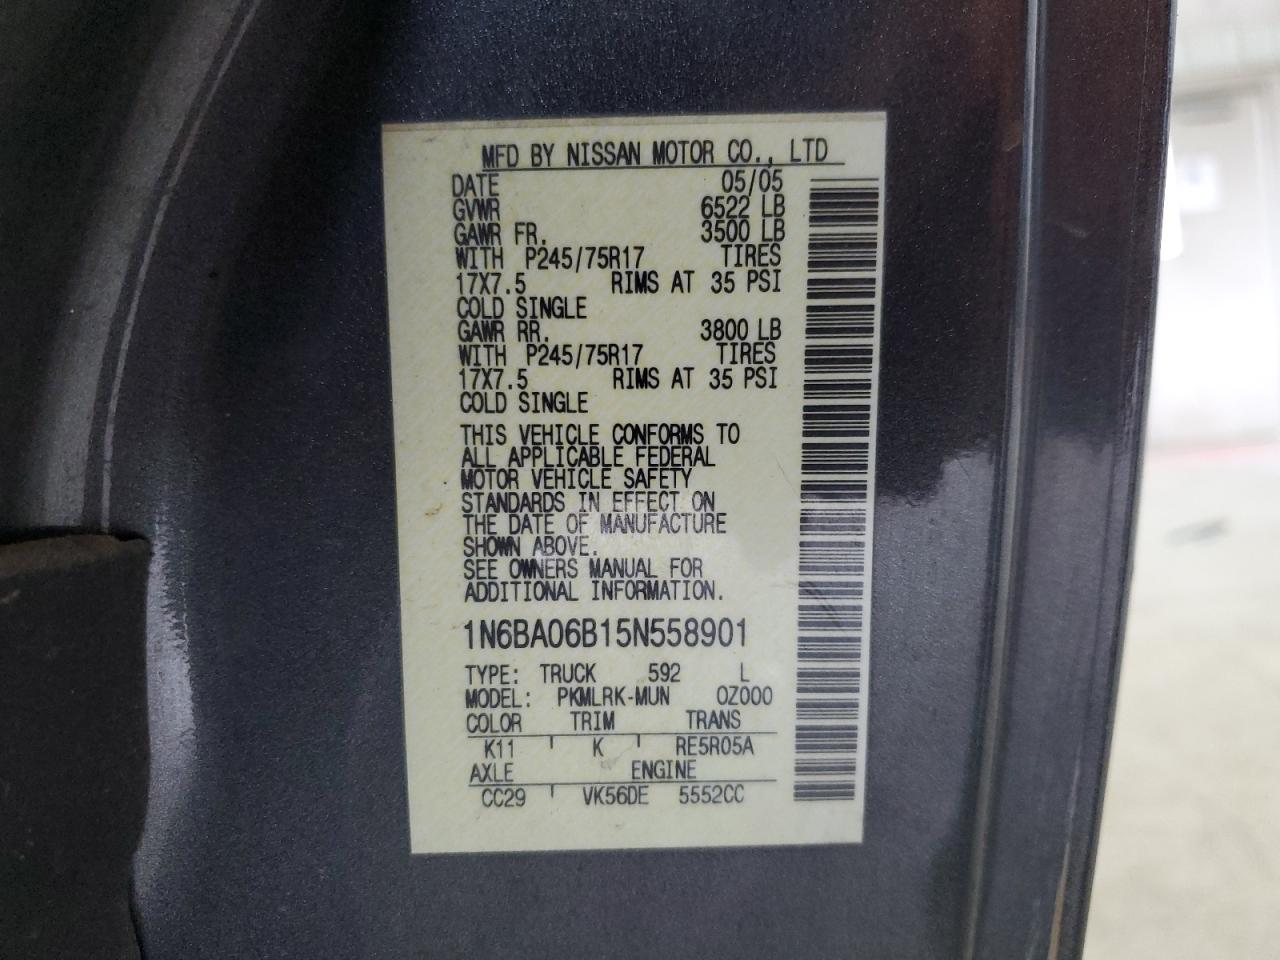 MFD BY NISSAN MOTOR CO., LTD
DATE 05/05
GVWR 6522 LB
GAWR FR. 3500 LB
WITH P245/75R17 TIRES
17X7.5 RIMS AT 35 PSI
COLD SINGLE
GAWR RR. 3800 LB
WITH P245/75R17 TIRES
17X7.5 RIMS AT 35 PSI
COLD SINGLE
THIS VEHICLE CONFORMS TO
ALL APPLICABLE FEDERAL
MOTOR VEHICLE SAFETY
STANDARDS IN EFFECT ON
THE DATE OF MANUFACTURE
SHOWN ABOVE.
SEE OWNERS MANUAL FOR
ADDITIONAL INFORMATION.
1N6BA06B15N558901
TYPE: TRUCK 592 L
MODEL: PKMLRK-MUN 0Z000
COLOR TRIM TRANS
K11 K RE5R05A
AXLE ENGINE
CC29 VK56DE 5552CC